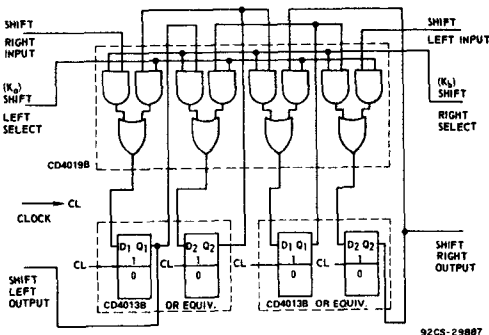 SHIFT
RIGHT
INPUT
SHIFT
LEFT INPUT
(Ka)
SHIFT
LEFT
SELECT
(Kb)
SHIFT
RIGHT
SELECT
CD4019B
CL
CLOCK
D1 Q1
1
0
D2 Q2
1
0
D1 Q1
1
0
D2 Q2
1
0
CL
CL
CL
CL
SHIFT
LEFT
OUTPUT
SHIFT
RIGHT
OUTPUT
CD4013B OR EQUIV.
CD4013B OR EQUIV.
92CS-29887